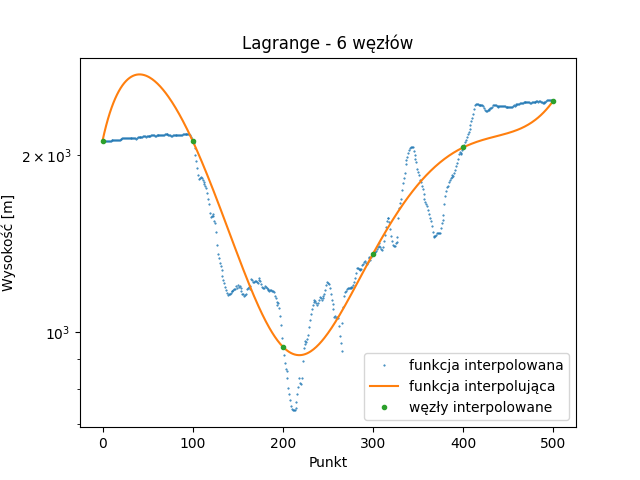 Lagrange - 6 węzłów
Wysokość [m]
2 × 10³
10³
0 100 200 300 400 500
Punkt
funkcja interpolowana
funkcja interpolująca
węzły interpolowane